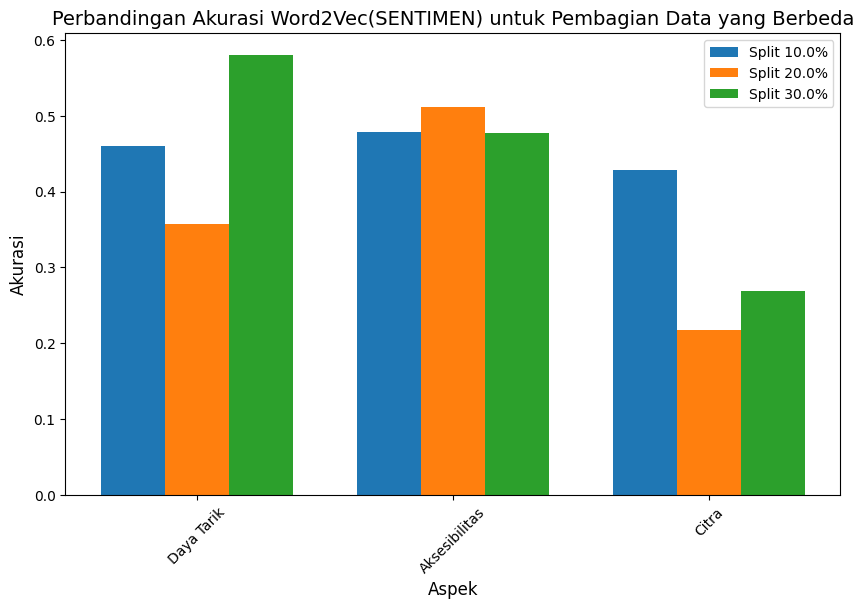 Perbandingan Akurasi Word2Vec(SENTIMEN) untuk Pembagian Data yang Berbeda
Split 10.0%
Split 20.0%
Split 30.0%
Akurasi
0.6
0.5
0.4
0.3
0.2
0.1
0.0
Daya Tarik
Aksesibilitas
Citra
Aspek